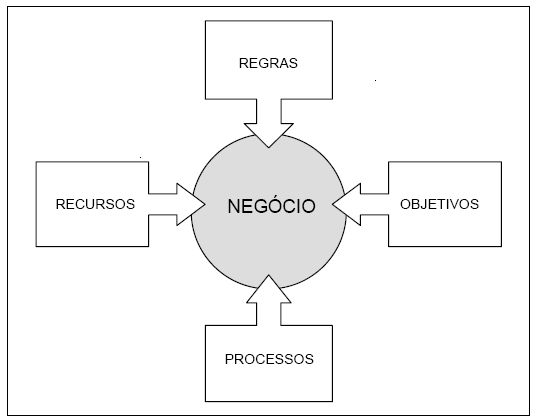 REGRAS
RECURSOS
NEGÓCIO
OBJETIVOS
PROCESSOS